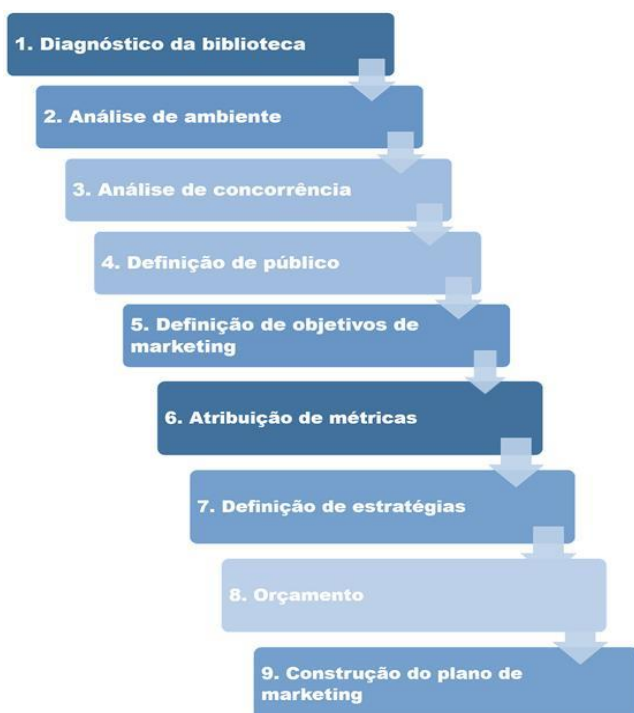 1. Diagnóstico da biblioteca
2. Análise de ambiente
3. Análise de concorrência
4. Definição de público
5. Definição de objetivos de
marketing
6. Atribuição de métricas
7. Definição de estratégias
8. Orçamento
9. Construção do plano de
marketing